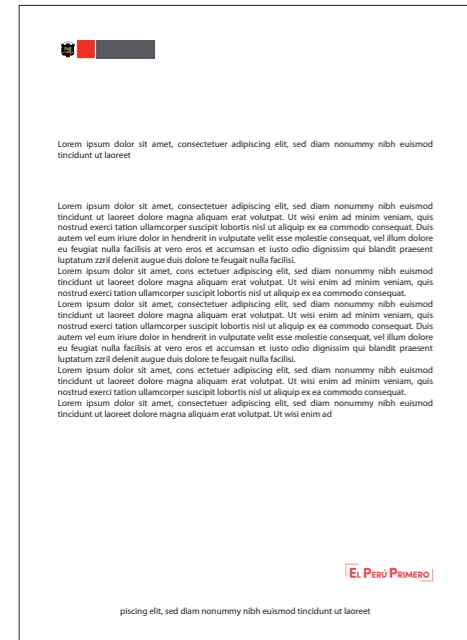 Lorem ipsum dolor sit amet, consectetuer adipiscing elit, sed diam nonummy nibh euismod
tincidunt ut laoreet
Lorem ipsum dolor sit amet, consectetuer adipiscing elit, sed diam nonummy nibh euismod
tincidunt ut laoreet dolore magna aliquam erat volutpat. Ut wisi enim ad minim veniam, quis
nostrud exerci tation ullamcorper suscipit lobortis nisl ut aliquip ex ea commodo consequat. Duis
autem vel eum iriure dolor in hendrerit in vulputate velit esse molestie consequat, vel illum dolore
eu feugiat nulla facilisis at vero eros et accumsan et iusto odio dignissim qui blandit praesent
luptatum zzril delenit augue duis dolore te feugait nulla facilisi.
Lorem ipsum dolor sit amet, cons ectetuer adipiscing elit, sed diam nonummy nibh euismod
tincidunt ut laoreet dolore magna aliquam erat volutpat. Ut wisi enim ad minim veniam, quis
nostrud exerci tation ullamcorper suscipit lobortis nisl ut aliquip ex ea commodo consequat.
Lorem ipsum dolor sit amet, consectetuer adipiscing elit, sed diam nonummy nibh euismod
tincidunt ut laoreet dolore magna aliquam erat volutpat. Ut wisi enim ad minim veniam, quis
nostrud exerci tation ullamcorper suscipit lobortis nisl ut aliquip ex ea commodo consequat. Duis
autem vel eum iriure dolor in hendrerit in vulputate velit esse molestie consequat, vel illum dolore
eu feugiat nulla facilisis at vero eros et accumsan et iusto odio dignissim qui blandit praesent
luptatum zzril delenit augue duis dolore te feugait nulla facilisi.
Lorem ipsum dolor sit amet, cons ectetuer adipiscing elit, sed diam nonummy nibh euismod
tincidunt ut laoreet dolore magna aliquam erat volutpat. Ut wisi enim ad minim veniam, quis
nostrud exerci tation ullamcorper suscipit lobortis nisl ut aliquip ex ea commodo consequat.
Lorem ipsum dolor sit amet, consectetuer adipiscing elit, sed diam nonummy nibh euismod
tincidunt ut laoreet dolore magna aliquam erat volutpat. Ut wisi enim ad
EL PERÚ PRIMERO
piscing elit, sed diam nonummy nibh euismod tincidunt ut laoreet